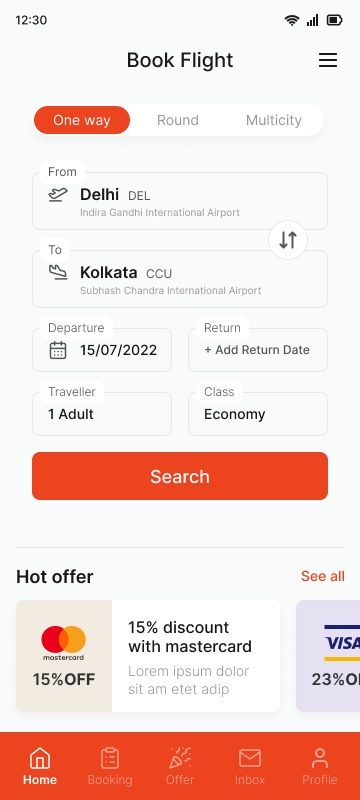 12:30
Book Flight
One way Round Multicity
From
Delhi DEL
Indira Gandhi International Airport
To
Kolkata CCU
Subhash Chandra International Airport
Departure Return
15/07/2022 + Add Return Date
Traveller Class
1 Adult Economy
Search
Hot offer See all
mastercard
15%OFF
15% discount
with mastercard
Lorem ipsum dolor
sit am etet adip
VISA
23%O
Home Booking Offer Inbox Profile